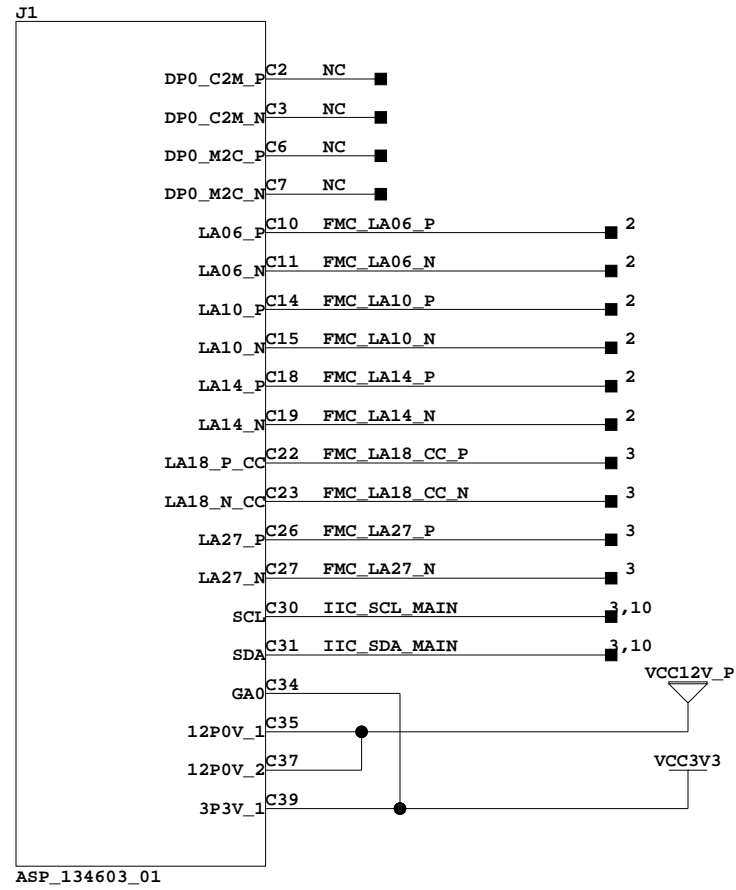 J1
DP0_C2M_P C2 NC
DP0_C2M_N C3 NC
DP0_M2C_P C6 NC
DP0_M2C_N C7 NC
LA06_P C10 FMC_LA06_P 2
LA06_N C11 FMC_LA06_N 2
LA10_P C14 FMC_LA10_P 2
LA10_N C15 FMC_LA10_N 2
LA14_P C18 FMC_LA14_P 2
LA14_N C19 FMC_LA14_N 2
LA18_P_CC C22 FMC_LA18_CC_P 3
LA18_N_CC C23 FMC_LA18_CC_N 3
LA27_P C26 FMC_LA27_P 3
LA27_N C27 FMC_LA27_N 3
SCL C30 IIC_SCL_MAIN 3,10
SDA C31 IIC_SDA_MAIN 3,10
VCC12V_P
GA0 C34
12P0V_1 C35
12P0V_2 C37
VCC3V3
3P3V_1 C39
ASP_134603_01